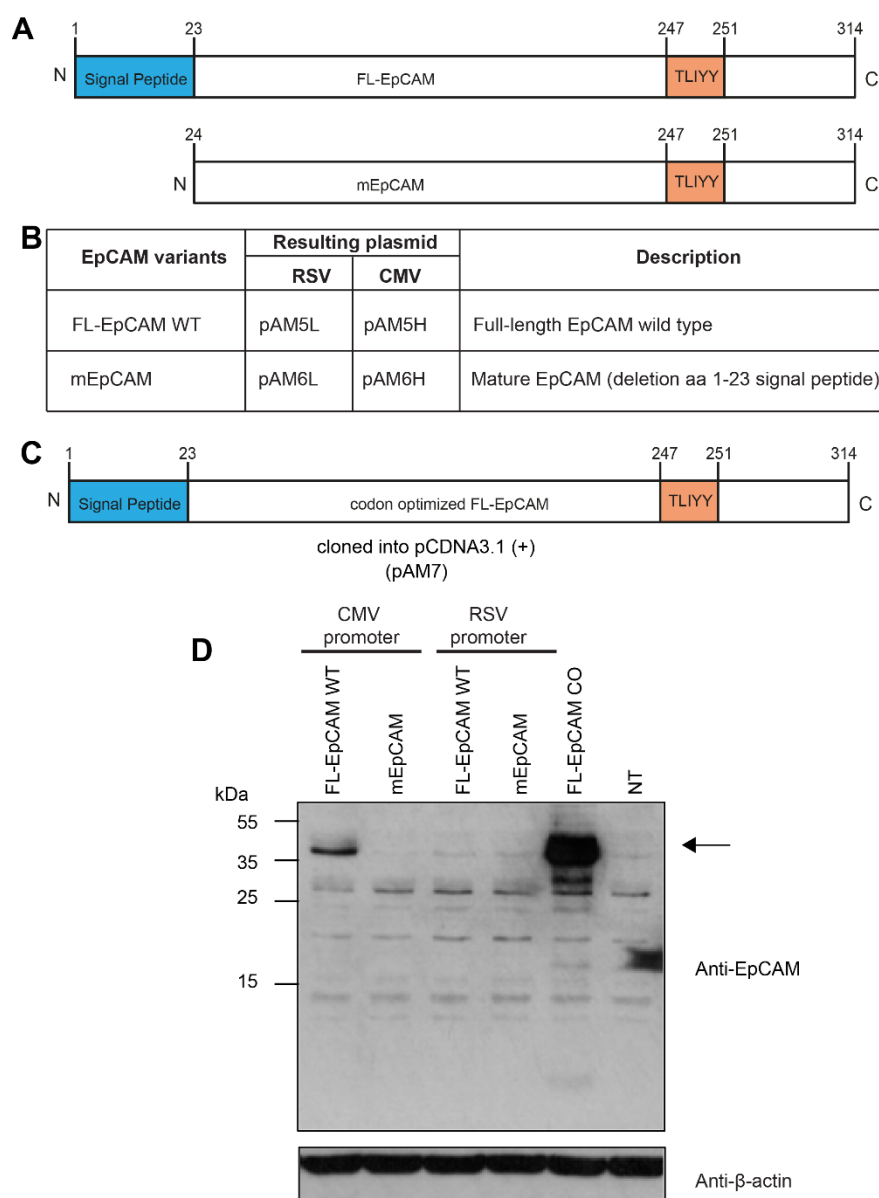 A
1 23 247 251 314
N Signal Peptide FL-EpCAM TLIYY C
24 247 251 314
N mEpCAM TLIYY C
B
EpCAM variants Resulting plasmid Description
RSV CMV
FL-EpCAM WT pAM5L pAM5H Full-length EpCAM wild type
mEpCAM pAM6L pAM6H Mature EpCAM (deletion aa 1-23 signal peptide)
C
1 23 247 251 314
N Signal Peptide codon optimized FL-EpCAM TLIYY C
cloned into pCDNA3.1 (+)
(pAM7)
D
CMV promoter
RSV promoter
FL-EpCAM WT
mEpCAM
FL-EpCAM WT
mEpCAM
FL-EpCAM CO
NT
kDa
55
35
25
15
Anti-EpCAM
Anti-β-actin